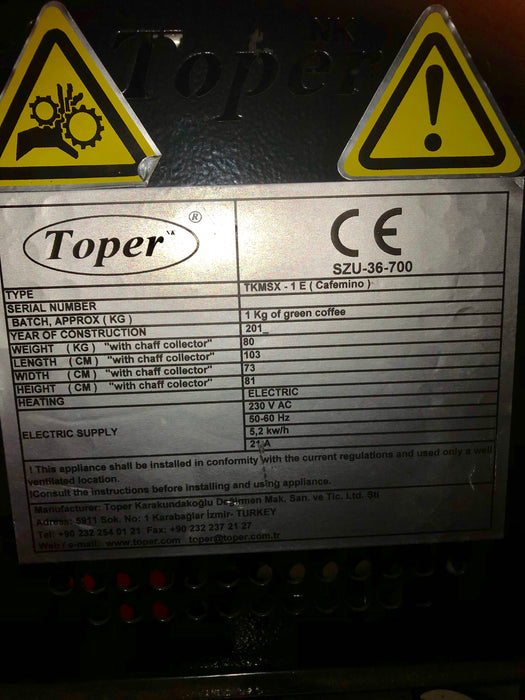 Toper
NK
Toper NK ®
CE
SZU-36-700
TYPE TKMSX - 1 E ( Cafemino )
SERIAL NUMBER
BATCH, APPROX ( KG ) 1 Kg of green coffee
YEAR OF CONSTRUCTION 201_
WEIGHT ( KG ) "with chaff collector" 80
LENGTH ( CM ) "with chaff collector" 103
WIDTH ( CM ) "with chaff collector" 73
HEIGHT ( CM ) "with chaff colector" 81
HEATING ELECTRIC
ELECTRIC SUPPLY 230 V AC
50-60 Hz
5,2 kw/h
21 A
! This appliance shall be installed in conformity with the current regulations and used only a well
ventilated location.
!Consult the instructions before installing and using appliance.
Manufacturer: Toper Karakundakoğlu Değirmen Mak. San. ve Tic. Ltd. Şti
Adress: 5911 Sok. No: 1 Karabağlar İzmir- TURKEY
Tel: +90 232 254 01 21 Fax: +90 232 237 21 27
Web / e-mail: www.toper.com toper@toper.com.tr